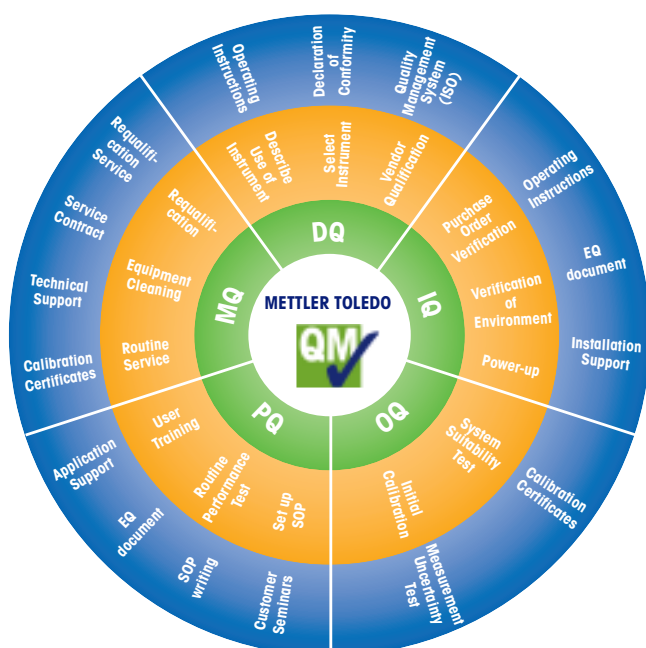 Operating
Instructions
Declaration
of
Conformity
Quality
Management
System
(ISO)
Describe
Use of
Instrument
Select
Instrument
Vendor
Qualification
DQ
Operating
Instructions
EQ
document
Installation
Support
Purchase
Order
Verification
Verification
of
Environment
Power-up
IQ
Calibration
Certificates
Measurement
Uncertainty
Test
System
Suitability
Test
Initial
Calibration
OQ
Customer
Seminars
SOP
writing
EQ
document
Application
Support
Set up
SOP
Routine
Performance
Test
User
Training
PQ
Calibration
Certificates
Technical
Support
Service
Contract
Requalifi-
cation
Service
Routine
Service
Equipment
Cleaning
Requalifi-
cation
MQ
METTLER TOLEDO
QM